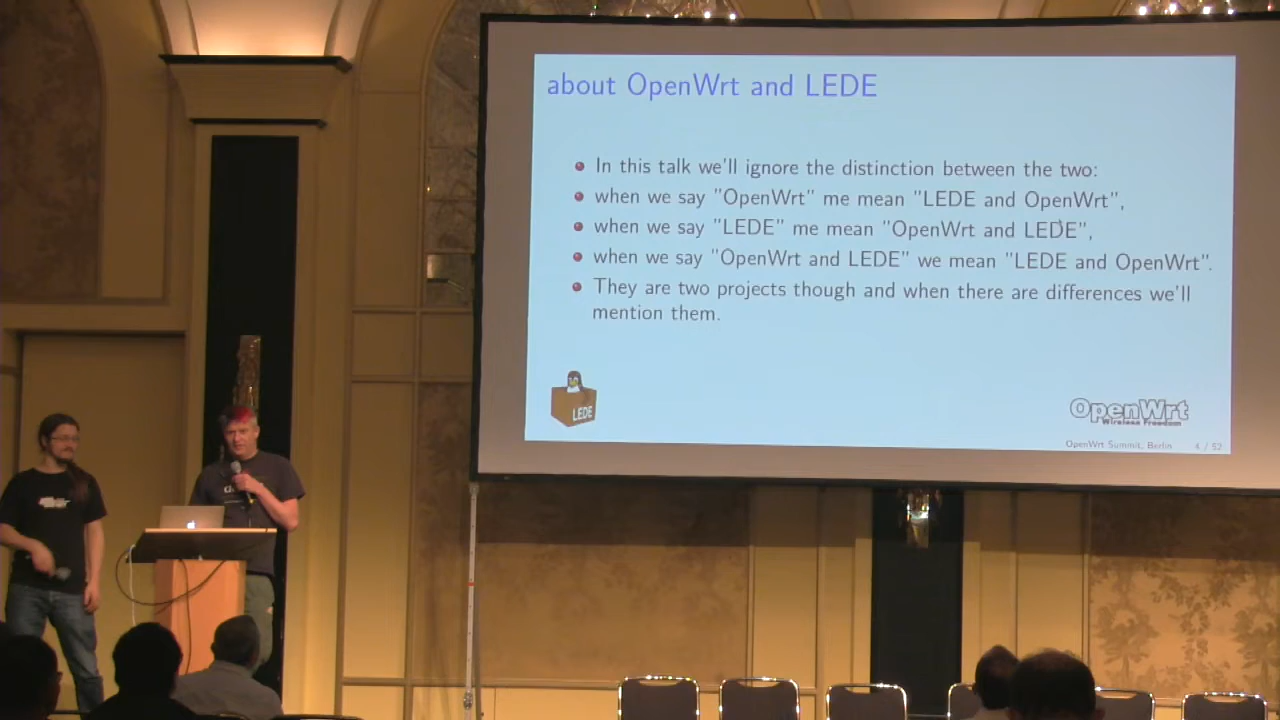 about OpenWrt and LEDE
In this talk we'll ignore the distinction between the two:
when we say "OpenWrt" me mean "LEDE and OpenWrt",
when we say "LEDE" me mean "OpenWrt and LEDE",
when we say "OpenWrt and LEDE" we mean "LEDE and OpenWrt".
They are two projects though and when there are differences we'll
mention them.
LEDE
OpenWrt
Wireless Freedom
OpenWrt Summit, Berlin 4 / 52